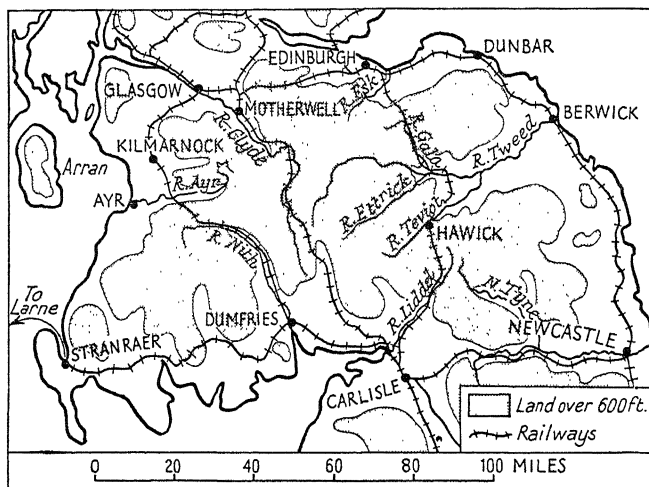 EDINBURGH
DUNBAR
GLASGOW
R. Esk
MOTHERWELL
BERWICK
R. Clyde
R. Gala
R. Tweed
KILMARNOCK
Arran
R. Ayr
AYR
R. Ettrick
R. Teviot
HAWICK
R. Nith
R. Liddel
N. Tyne
To
Larne
DUMFRIES
NEWCASTLE
STRANRAER
CARLISLE
Land over 600ft.
Railways
0 20 40 60 80 100 MILES